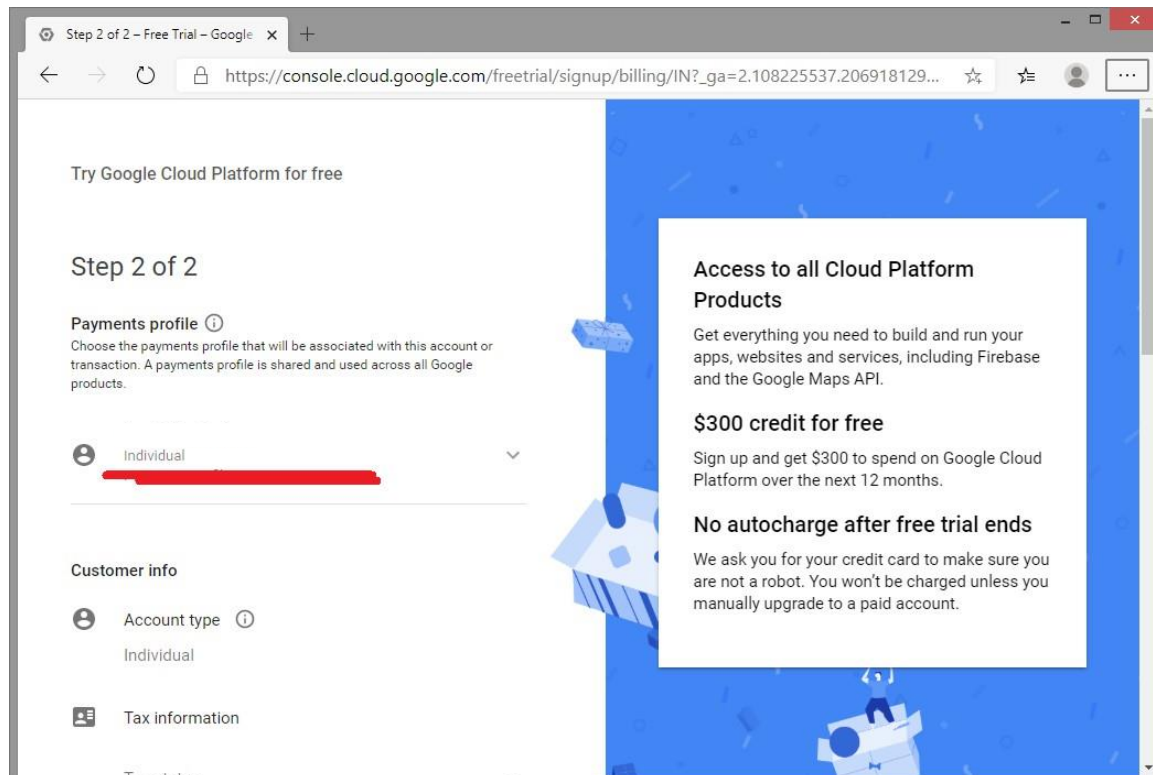 Step 2 of 2 – Free Trial – Google
https://console.cloud.google.com/freetrial/signup/billing/IN?_ga=2.108225537.206918129...
Try Google Cloud Platform for free
Step 2 of 2
Payments profile
Choose the payments profile that will be associated with this account or
transaction. A payments profile is shared and used across all Google
products.
Individual
Customer info
Account type
Individual
Tax information
Access to all Cloud Platform
Products
Get everything you need to build and run your
apps, websites and services, including Firebase
and the Google Maps API.
$300 credit for free
Sign up and get $300 to spend on Google Cloud
Platform over the next 12 months.
No autocharge after free trial ends
We ask you for your credit card to make sure you
are not a robot. You won't be charged unless you
manually upgrade to a paid account.